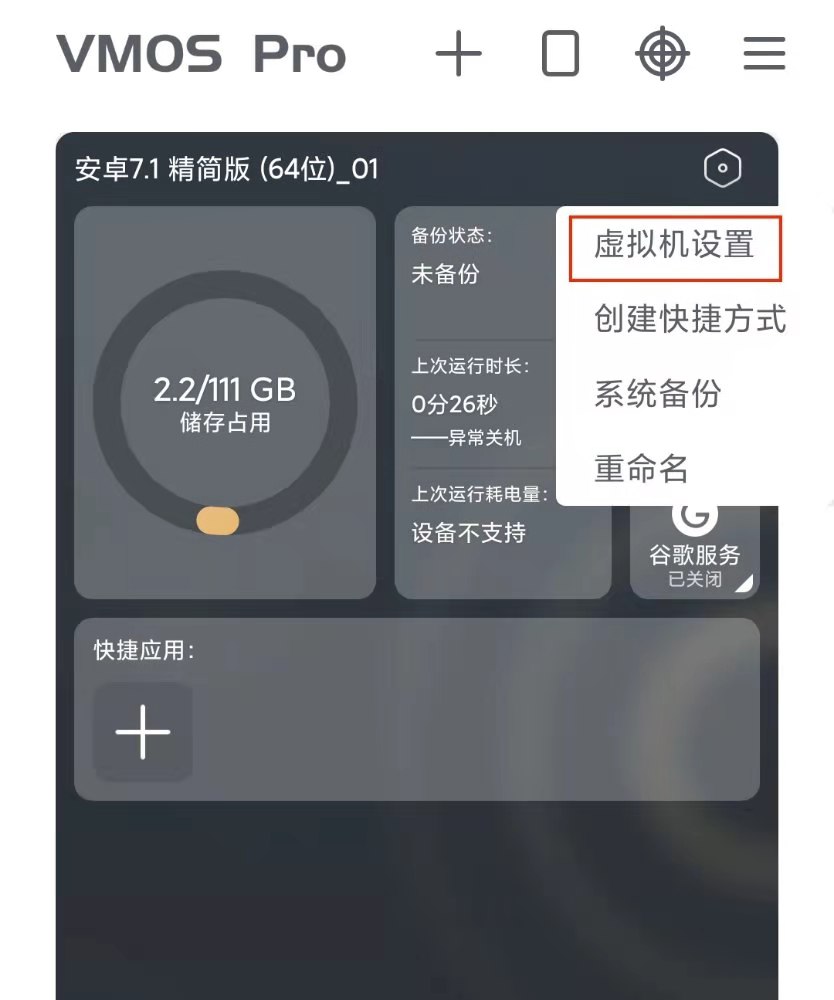 VMOS Pro
安卓7.1 精简版 (64位)_01
2.2/111 GB
储存占用
备份状态:
未备份
上次运行时长:
0分26秒
——异常关机
上次运行耗电量:
设备不支持
虚拟机设置
创建快捷方式
系统备份
重命名
G
谷歌服务
已关闭
快捷应用: